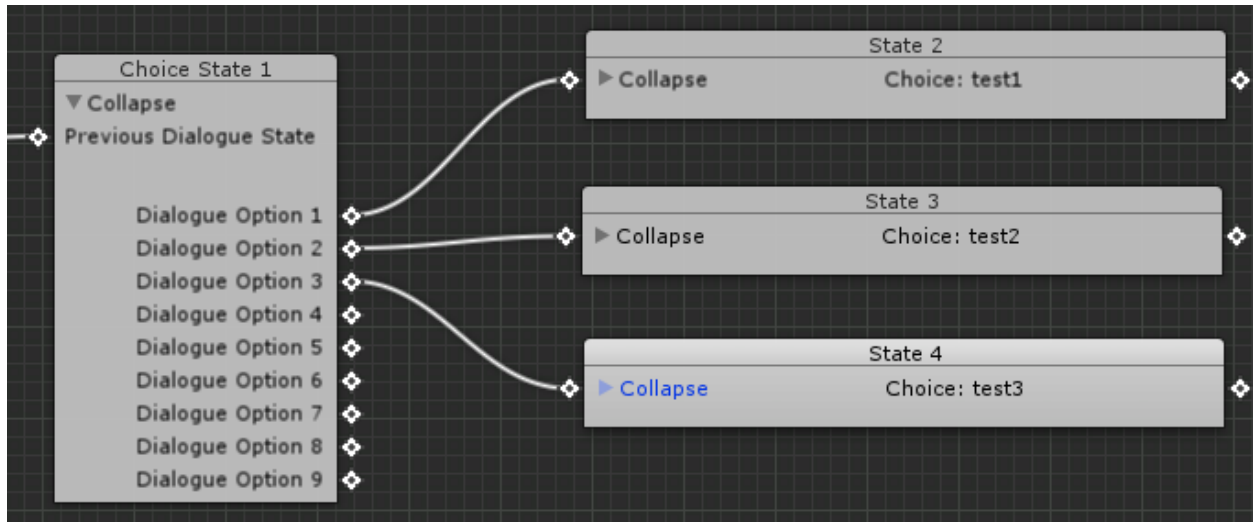 Choice State 1
Collapse
Previous Dialogue State
Dialogue Option 1
Dialogue Option 2
Dialogue Option 3
Dialogue Option 4
Dialogue Option 5
Dialogue Option 6
Dialogue Option 7
Dialogue Option 8
Dialogue Option 9
State 2
Collapse Choice: test1
State 3
Collapse Choice: test2
State 4
Collapse Choice: test3